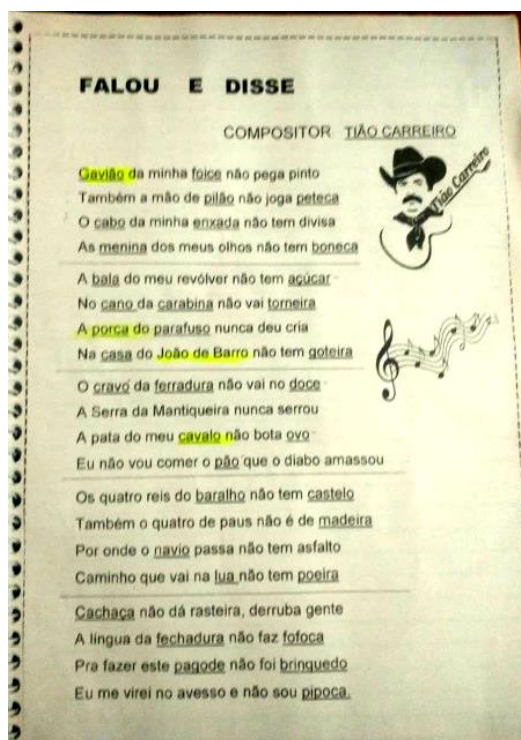 FALOU E DISSE
COMPOSITOR TIÃO CARREIRO
Gavião da minha foice não pega pinto
Também a mão de pilão não joga peteca
O cabo da minha enxada não tem divisa
As menina dos meus olhos não tem boneca
Tião Carreiro
A bala do meu revólver não tem açúcar
No cano da carabina não vai torneira
A porca do parafuso nunca deu cria
Na casa do João de Barro não tem goteira
O cravo da ferradura não vai no doce
A Serra da Mantiqueira nunca serrou
A pata do meu cavalo não bota ovo
Eu não vou comer o pão que o diabo amassou
Os quatro reis do baralho não tem castelo
Também o quatro de paus não é de madeira
Por onde o navio passa não tem asfalto
Caminho que vai na lua não tem poeira
Cachaça não dá rasteira, derruba gente
A língua da fechadura não faz fofoca
Pra fazer este pagode não foi brinquedo
Eu me virei no avesso e não sou pipoca.